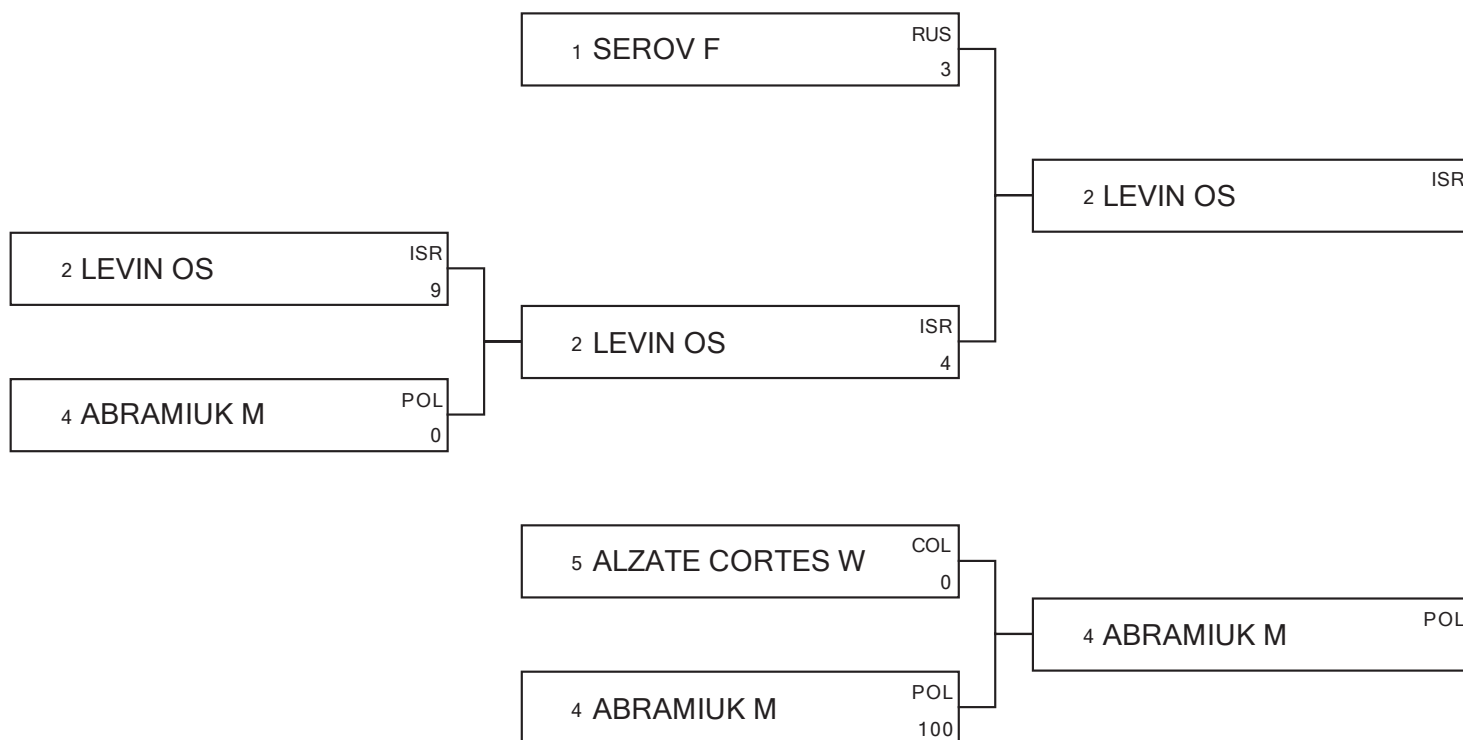 1 SEROV F RUS
3
2 LEVIN OS ISR
2 LEVIN OS ISR
9
2 LEVIN OS ISR
4
4 ABRAMIUK M POL
0
5 ALZATE CORTES W COL
0
4 ABRAMIUK M POL
4 ABRAMIUK M POL
100